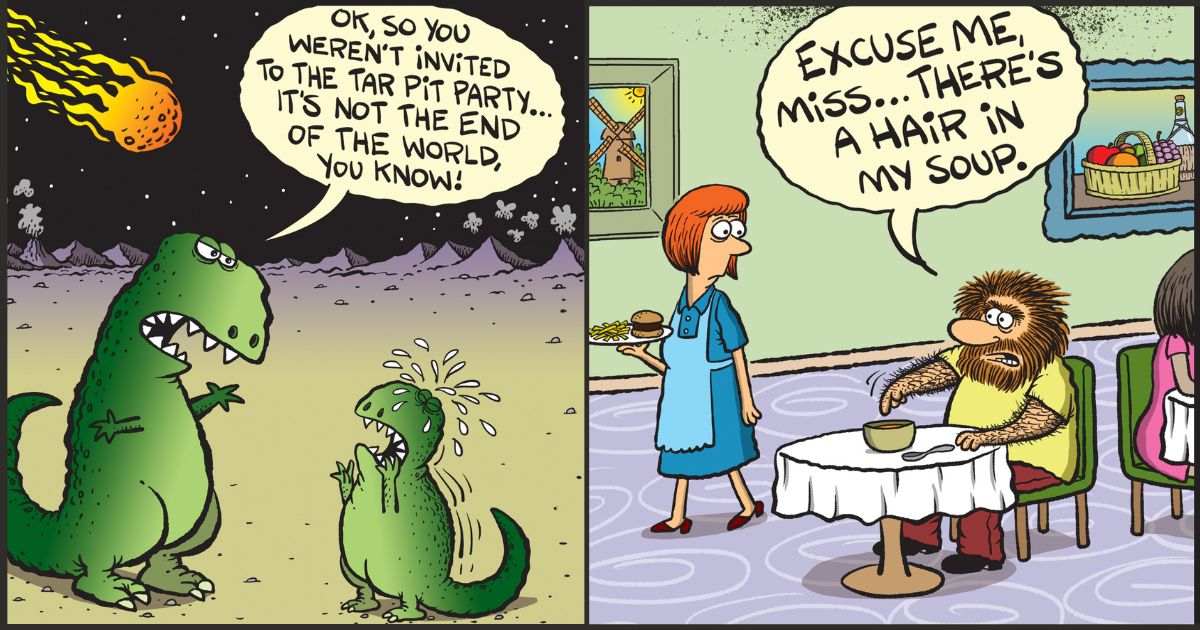 OK, SO YOU
WEREN'T INVITED
TO THE TAR PIT PARTY...
IT'S NOT THE END
OF THE WORLD,
YOU KNOW!
EXCUSE ME,
MISS... THERE'S
A HAIR IN
MY SOUP.